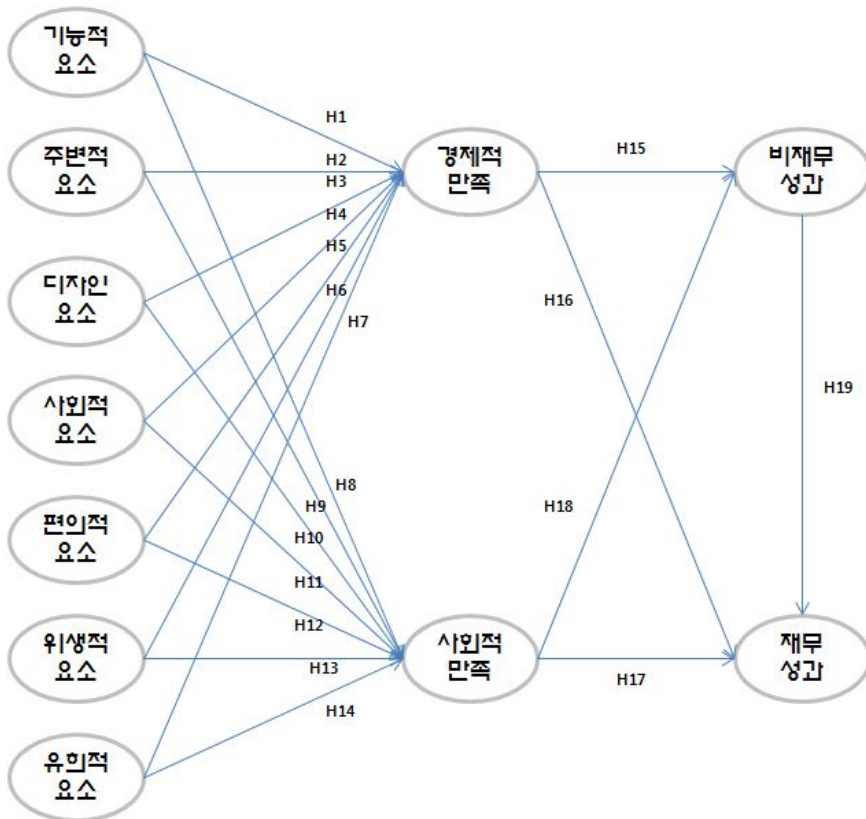 기능적
요소
주변적
요소
디자인
요소
사회적
요소
편의적
요소
위생적
요소
유희적
요소
H1
H2
H3
H4
H5
H6
H7
H8
H9
H10
H11
H12
H13
H14
경제적
만족
사회적
만족
H15
H16
H18
H17
비재무
성과
H19
재무
성과